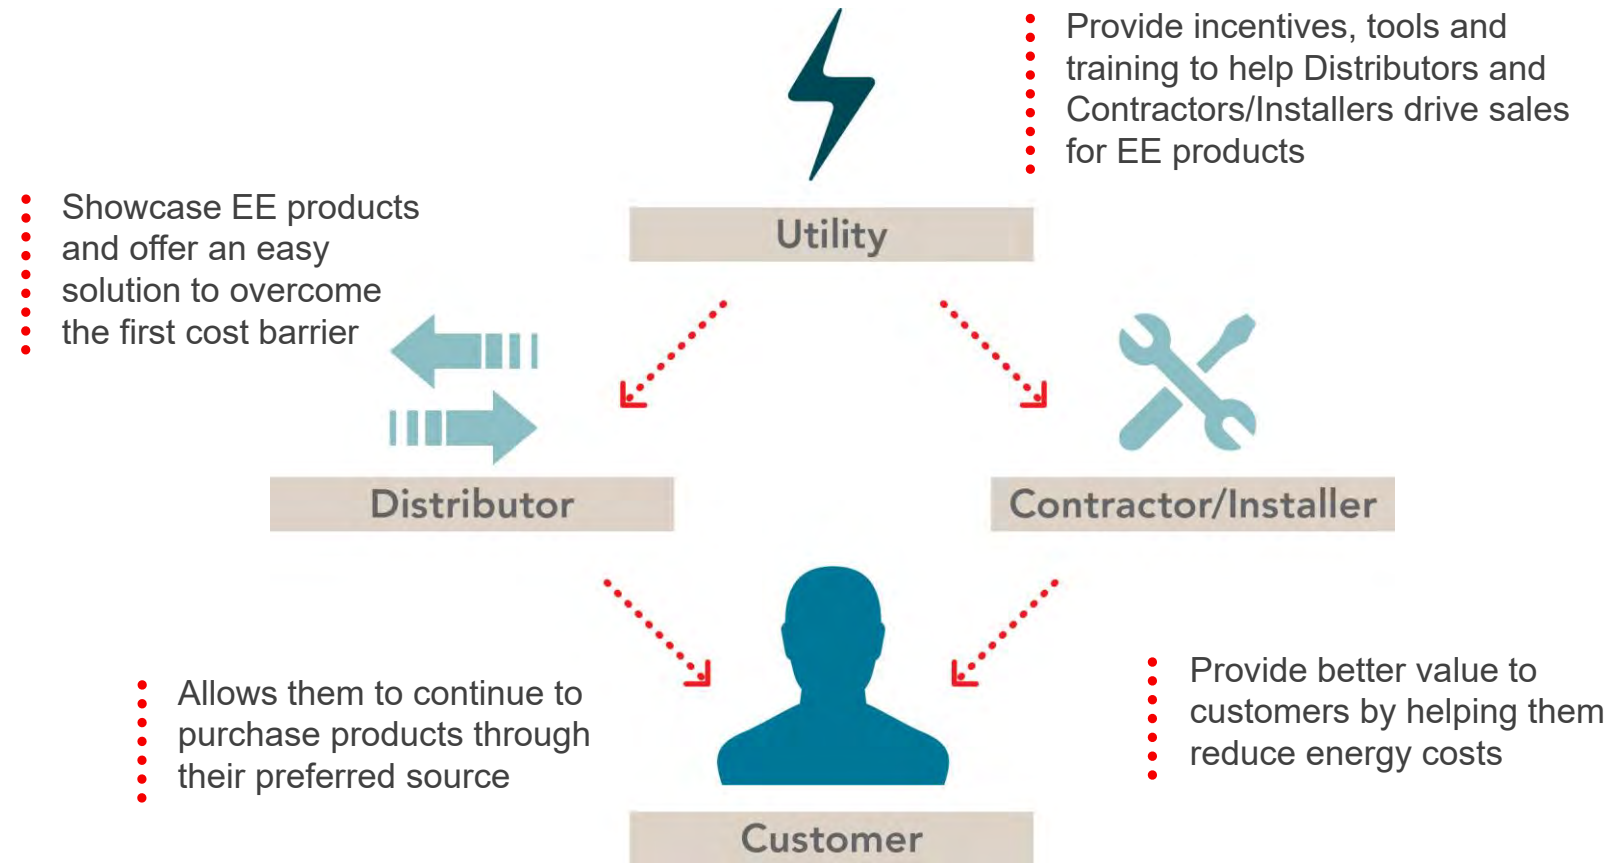 Provide incentives, tools and
training to help Distributors and
Contractors/Installers drive sales
for EE products
Utility
Showcase EE products
and offer an easy
solution to overcome
the first cost barrier
Distributor
Contractor/Installer
Allows them to continue to
purchase products through
their preferred source
Provide better value to
customers by helping them
reduce energy costs
Customer